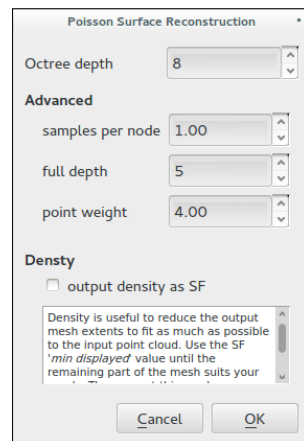 Poisson Surface Reconstruction
Octree depth 8
Advanced
samples per node 1.00
full depth 5
point weight 4.00
Densty
output density as SF
Density is useful to reduce the output
mesh extents to fit as much as possible
to the input point cloud. Use the SF
'min displayed' value until the
remaining part of the mesh suits your
Cancel OK